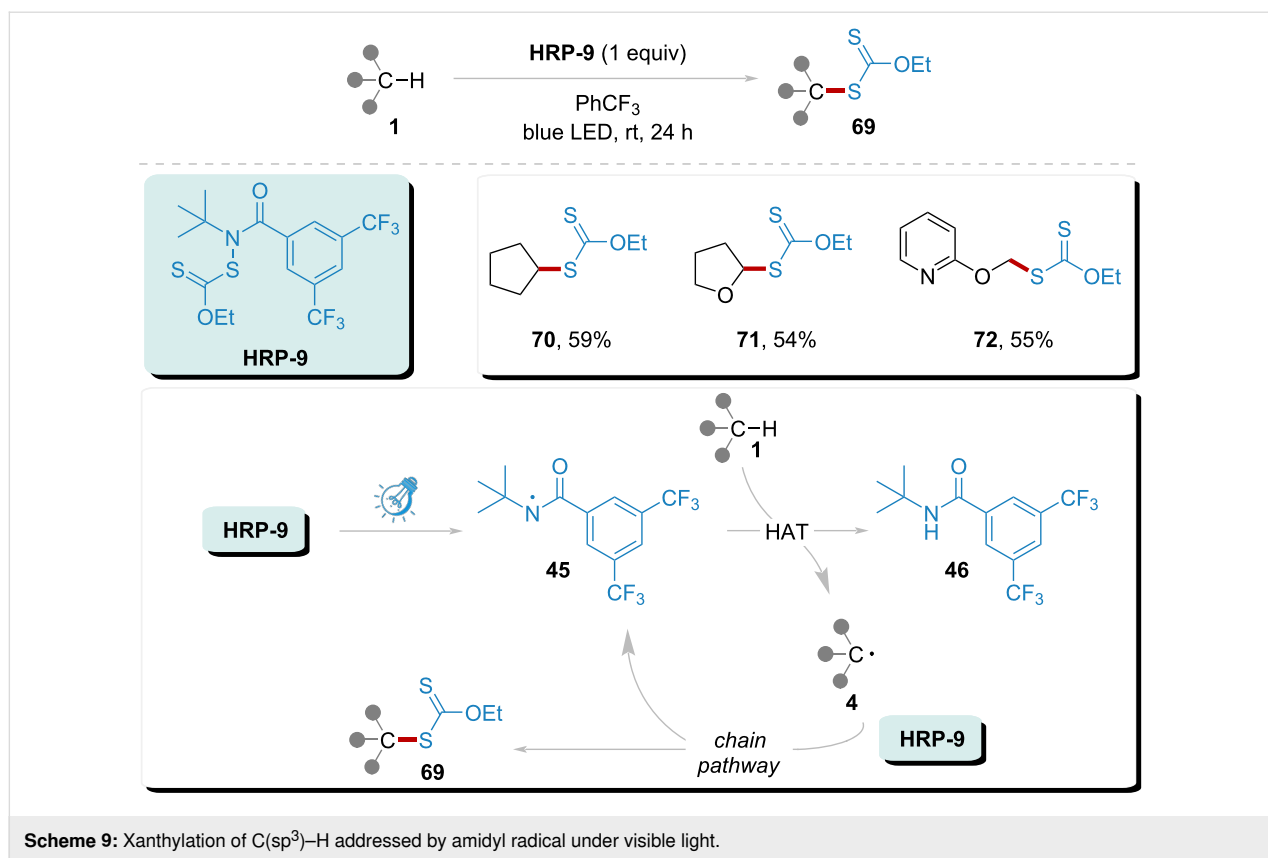 HRP-9 (1 equiv)
PhCF3
blue LED, rt, 24 h
C–H
1
S
OEt
C
S
69
O
N
S
S
OEt
CF3
CF3
HRP-9
S
OEt
S
70, 59%
S
OEt
S
O
71, 54%
N
O
S
S
OEt
72, 55%
C–H
1
HRP-9
O
N
CF3
CF3
45
HAT
O
N
H
CF3
CF3
46
C·
4
HRP-9
chain
pathway
S
OEt
C
S
69
Scheme 9: Xanthylation of C(sp3)–H addressed by amidyl radical under visible light.